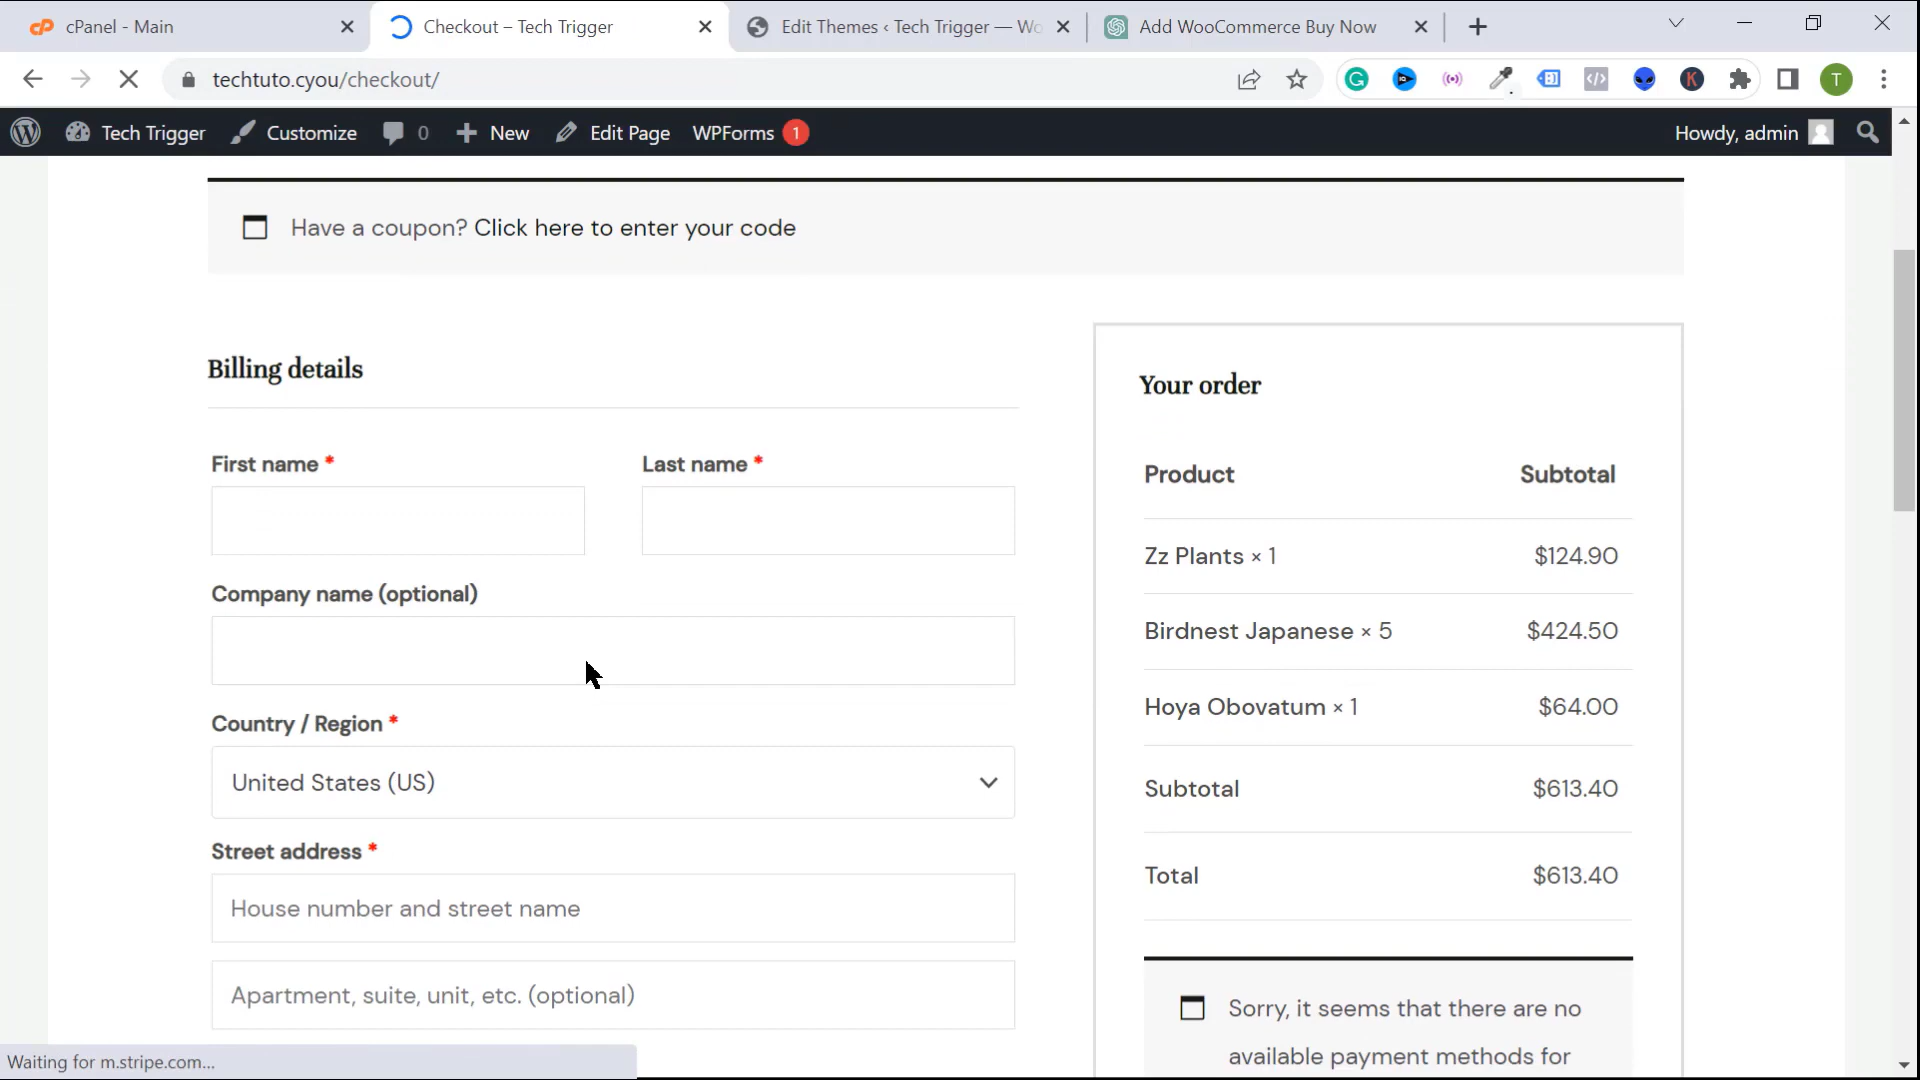 cPanel - Main
Checkout – Tech Trigger
Edit Themes ‹ Tech Trigger — Wo
Add WooCommerce Buy Now
techtuto.cyou/checkout/
T
Tech Trigger
Customize
0
New
Edit Page
WPForms 1
Howdy, admin
Have a coupon? Click here to enter your code
Billing details
First name *
Last name *
Company name (optional)
Country / Region *
United States (US)
Street address *
House number and street name
Apartment, suite, unit, etc. (optional)
Your order
Product Subtotal
Zz Plants × 1 $124.90
Birdnest Japanese × 5 $424.50
Hoya Obovatum × 1 $64.00
Subtotal $613.40
Total $613.40
Sorry, it seems that there are no
available payment methods for
Waiting for m.stripe.com...